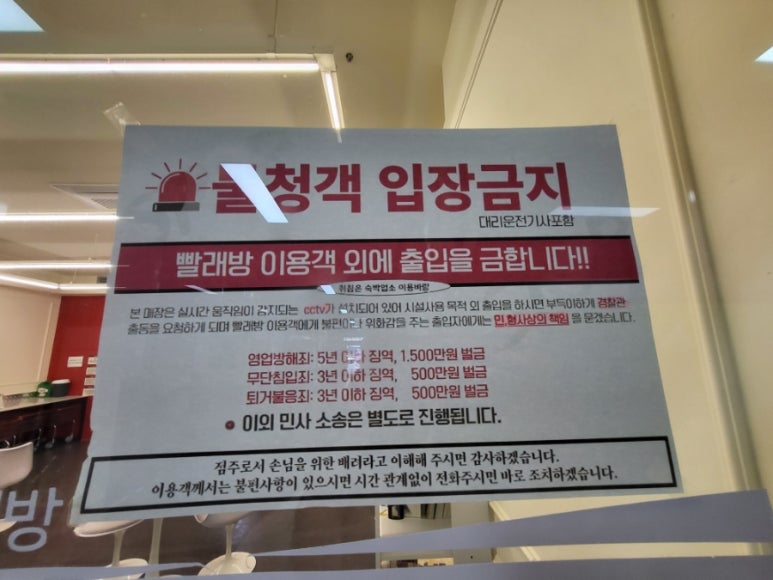 불청객 입장금지
대리운전기사포함
빨래방 이용객 외에 출입을 금합니다!!
취침은 숙박업소 이용바람
본 매장은 실시간 움직임이 감지되는 cctv가 설치되어 있어 시설사용 목적 외 출입을 하시면 부득이하게 경찰관
출동을 요청하게 되며 빨래방 이용객에게 불편이나 위화감을 주는 출입자에게는 민,형사상의 책임을 묻겠습니다.
영업방해죄: 5년 이하 징역, 1.500만원 벌금
무단침입죄: 3년 이하 징역, 500만원 벌금
퇴거불응죄: 3년 이하 징역, 500만원 벌금
● 이외 민사 소송은 별도로 진행됩니다.
점주로서 손님을 위한 배려라고 이해해 주시면 감사하겠습니다.
이용객께서는 불편사항이 있으시면 시간 관계없이 전화주시면 바로 조치하겠습니다.
방